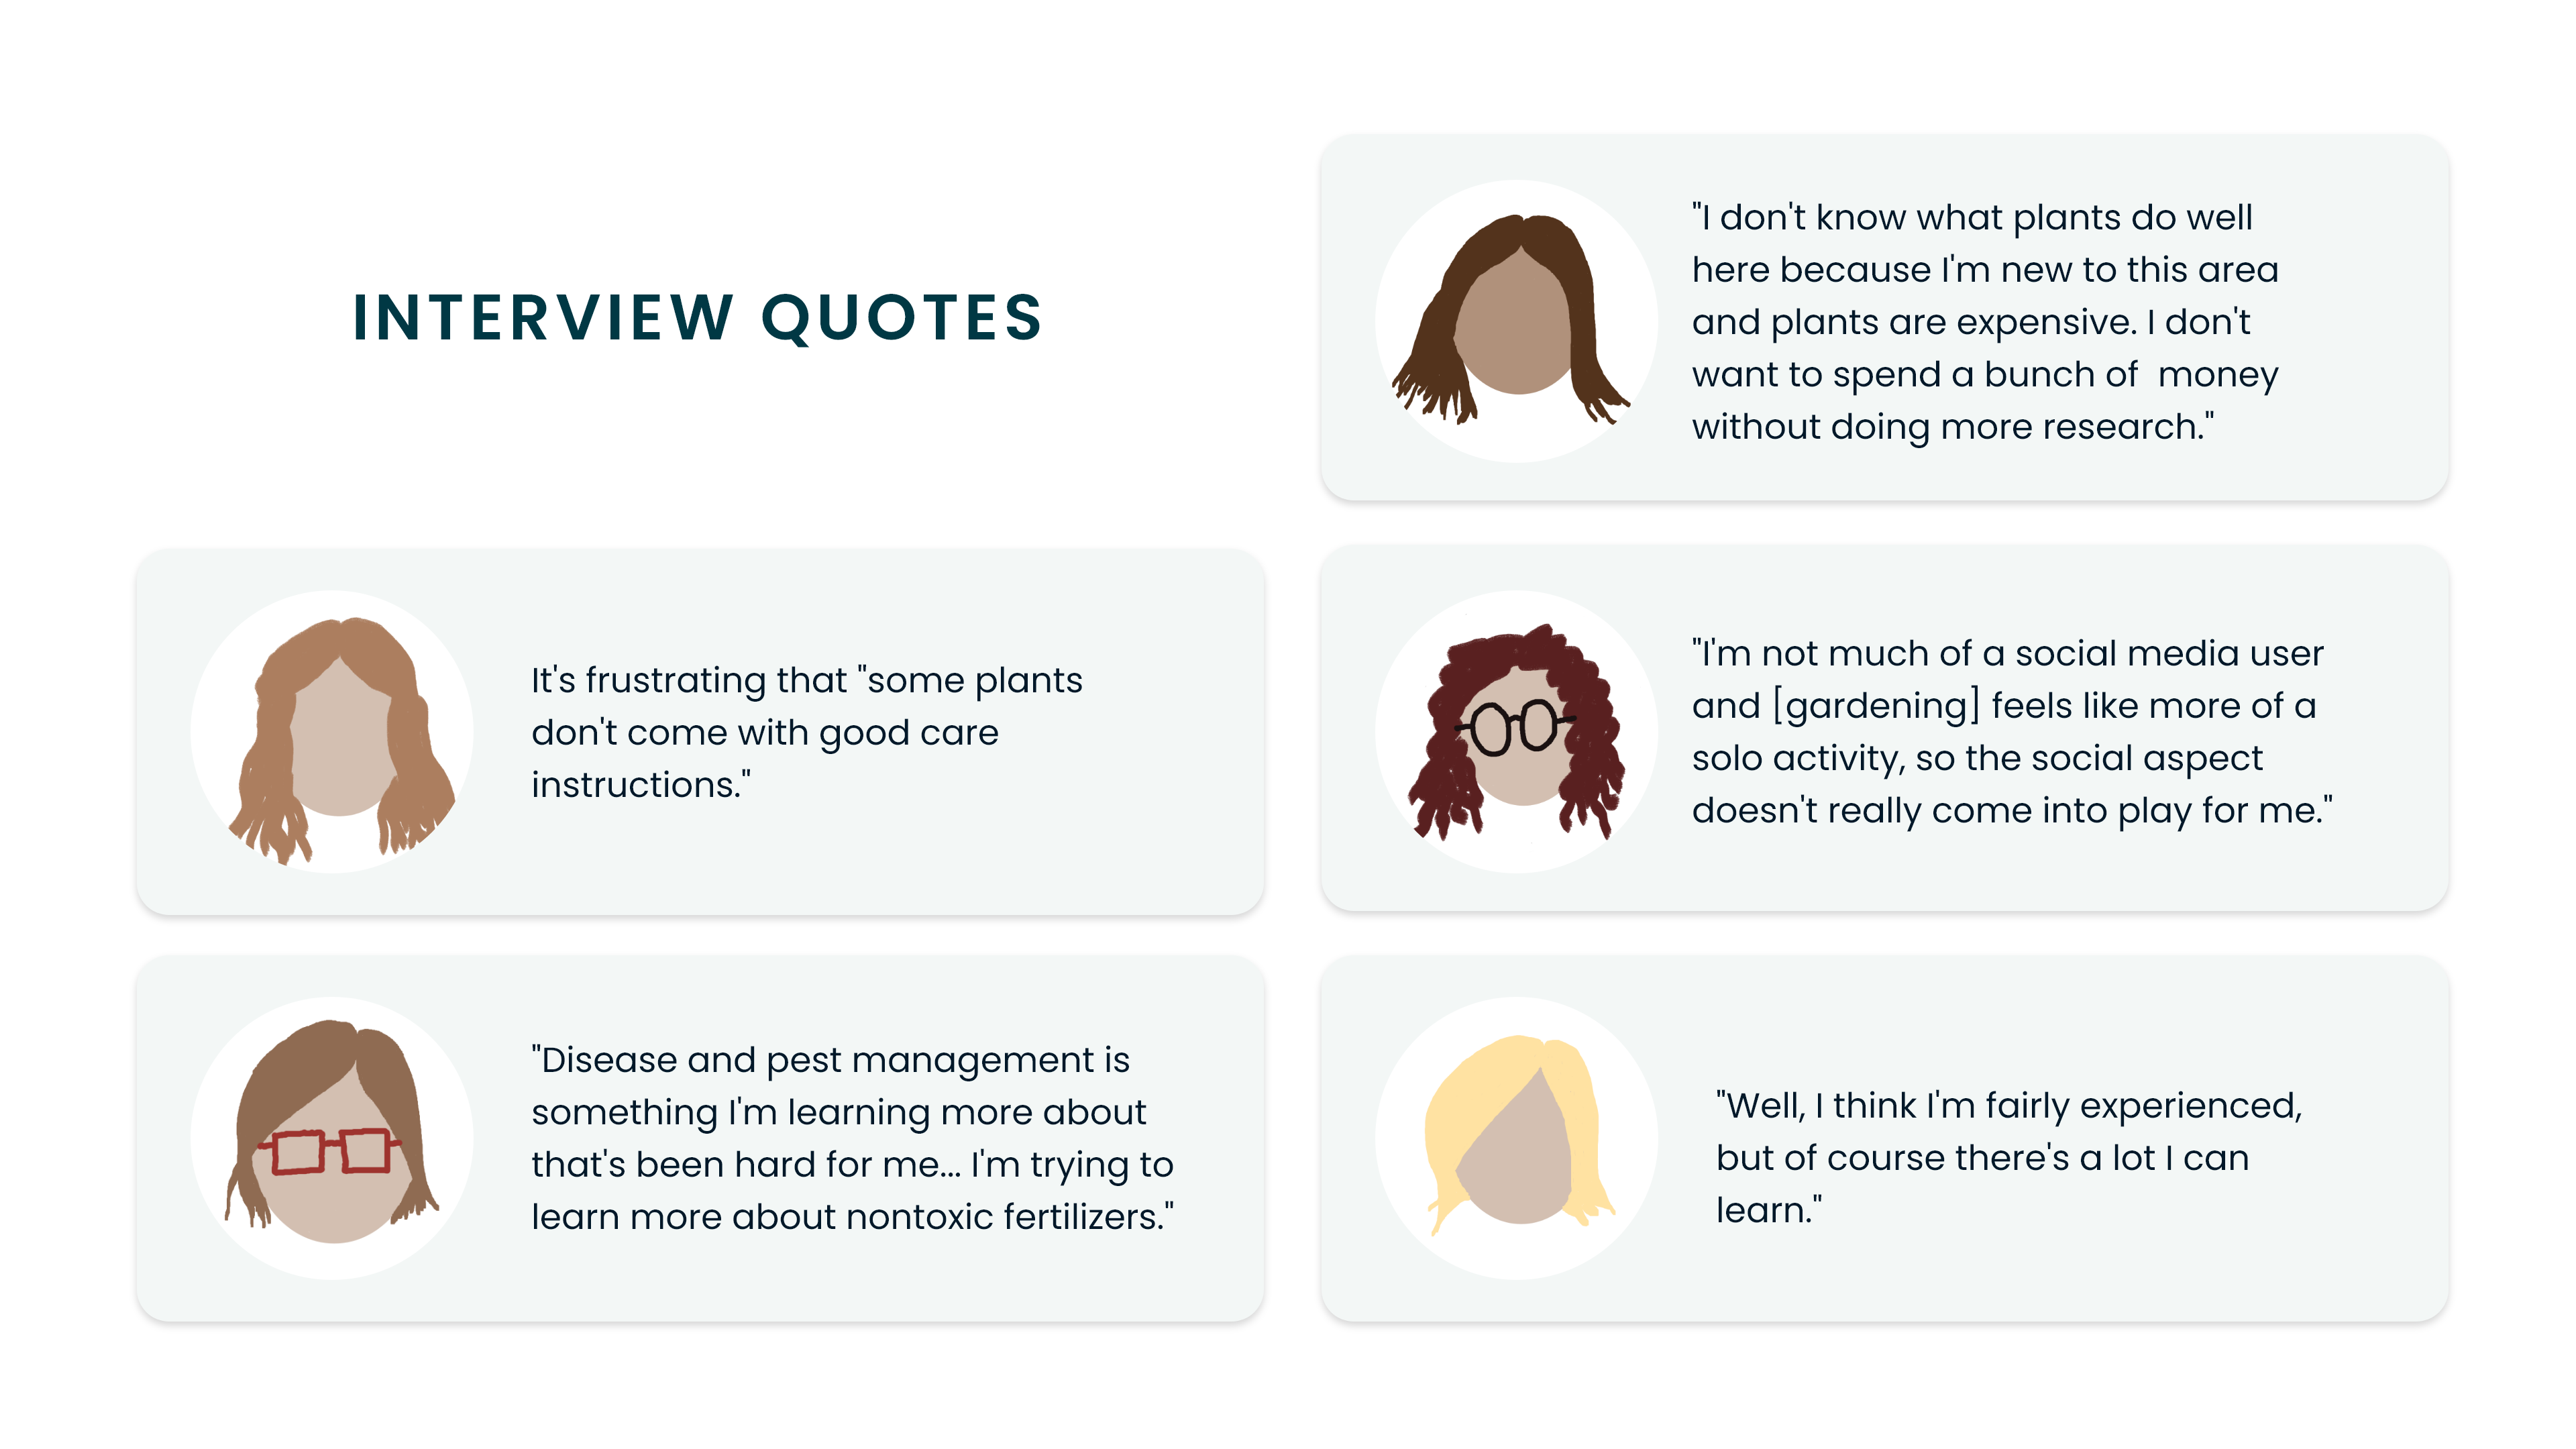 INTERVIEW QUOTES
"I don't know what plants do well
here because I'm new to this area
and plants are expensive. I don't
want to spend a bunch of  money
without doing more research."
It's frustrating that "some plants
don't come with good care
instructions."
"I'm not much of a social media user
and [gardening] feels like more of a
solo activity, so the social aspect
doesn't really come into play for me."
"Disease and pest management is
something I'm learning more about
that's been hard for me... I'm trying to
learn more about nontoxic fertilizers."
"Well, I think I'm fairly experienced,
but of course there's a lot I can
learn."